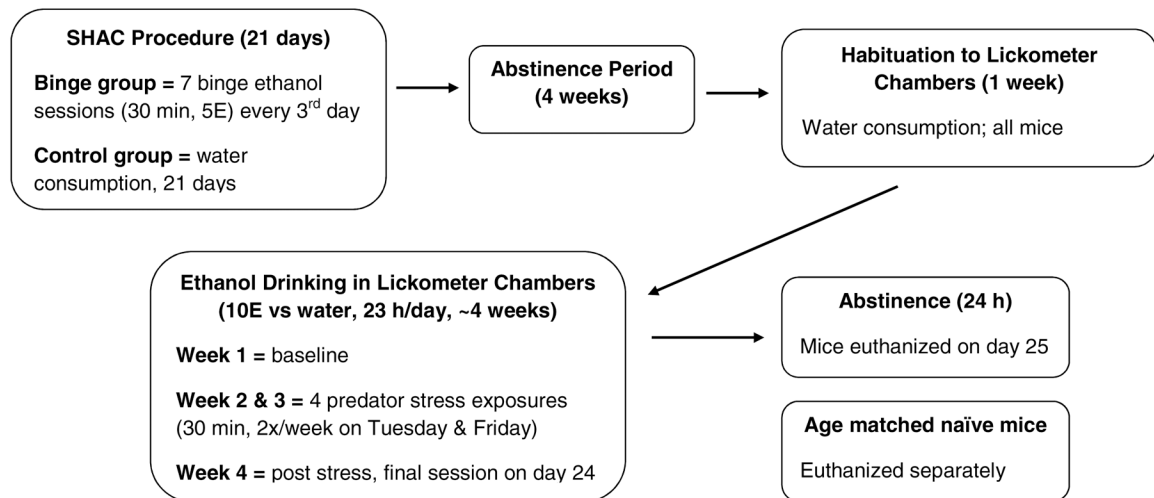 SHAC Procedure (21 days)
Binge group = 7 binge ethanol
sessions (30 min, 5E) every 3rd day
Control group = water
consumption, 21 days
Abstinence Period
(4 weeks)
Habituation to Lickometer
Chambers (1 week)
Water consumption; all mice
Ethanol Drinking in Lickometer Chambers
(10E vs water, 23 h/day, ~4 weeks)
Week 1 = baseline
Week 2 & 3 = 4 predator stress exposures
(30 min, 2x/week on Tuesday & Friday)
Week 4 = post stress, final session on day 24
Abstinence (24 h)
Mice euthanized on day 25
Age matched naïve mice
Euthanized separately